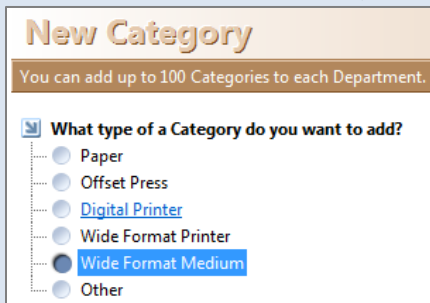 New Category
You can add up to 100 Categories to each Department.
What type of a Category do you want to add?
Paper
Offset Press
Digital Printer
Wide Format Printer
Wide Format Medium
Other